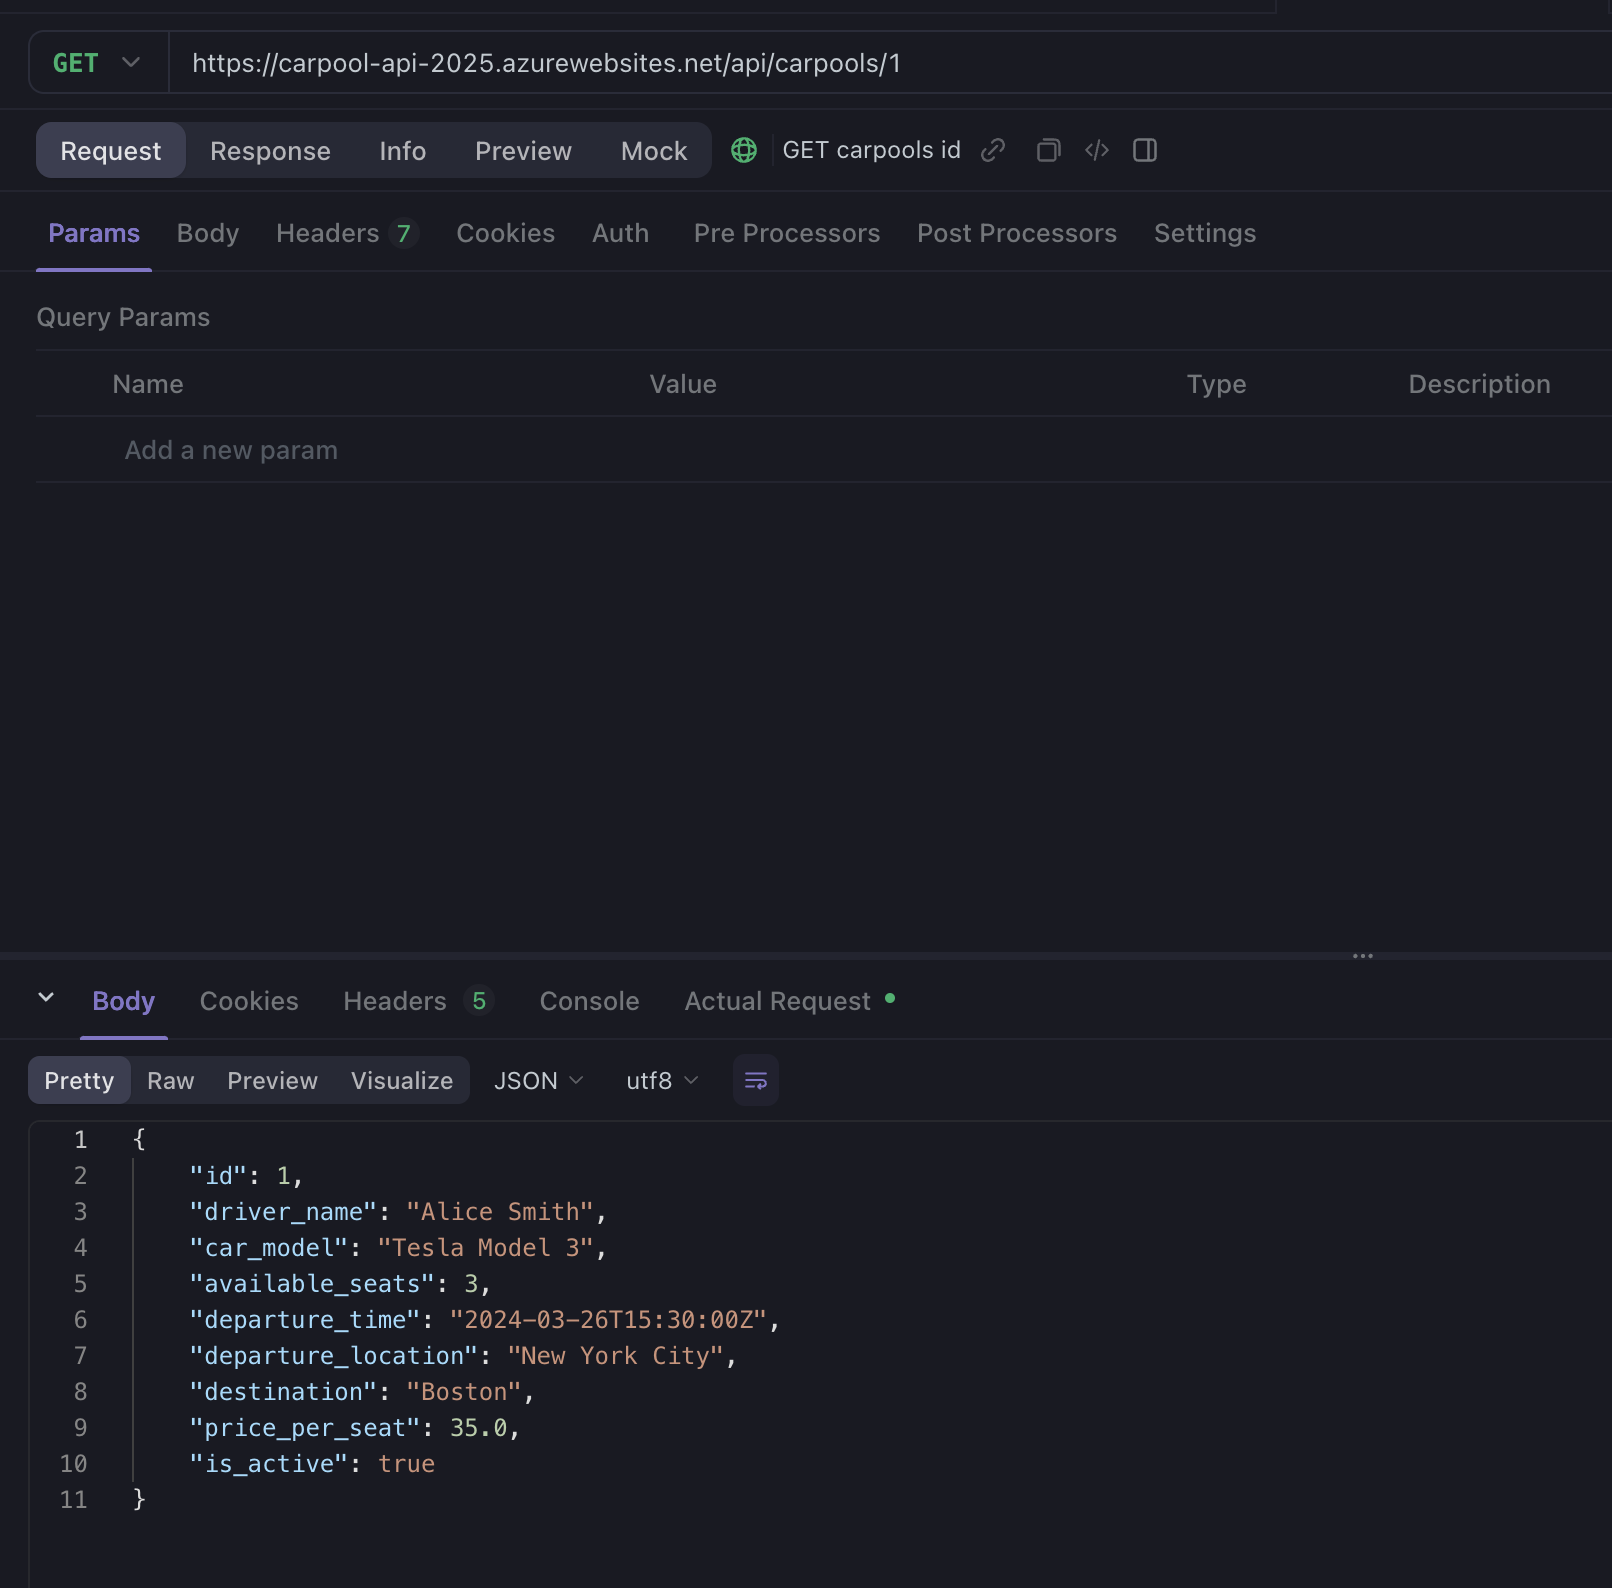 GET https://carpool-api-2025.azurewebsites.net/api/carpools/1
Request Response Info Preview Mock GET carpools id </>
Params Body Headers 7 Cookies Auth Pre Processors Post Processors Settings
Query Params
Name Value Type Description
Add a new param
Body Cookies Headers 5 Console Actual Request
Pretty Raw Preview Visualize JSON utf8
1 {
2 "id": 1,
3 "driver_name": "Alice Smith",
4 "car_model": "Tesla Model 3",
5 "available_seats": 3,
6 "departure_time": "2024-03-26T15:30:00Z",
7 "departure_location": "New York City",
8 "destination": "Boston",
9 "price_per_seat": 35.0,
10 "is_active": true
11 }